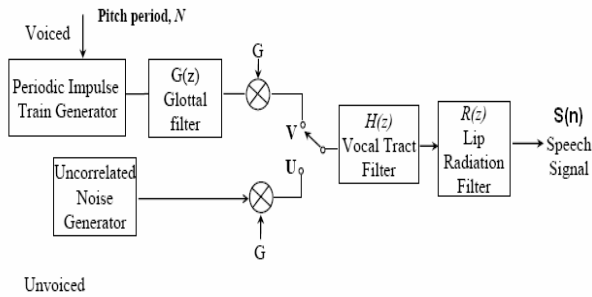 Pitch period, N
Voiced
Periodic Impulse
Train Generator
G(z)
Glottal
filter
G
V
U
Uncorrelated
Noise
Generator
G
H(z)
Vocal Tract
Filter
R(z)
Lip
Radiation
Filter
S(n)
Speech
Signal
Unvoiced